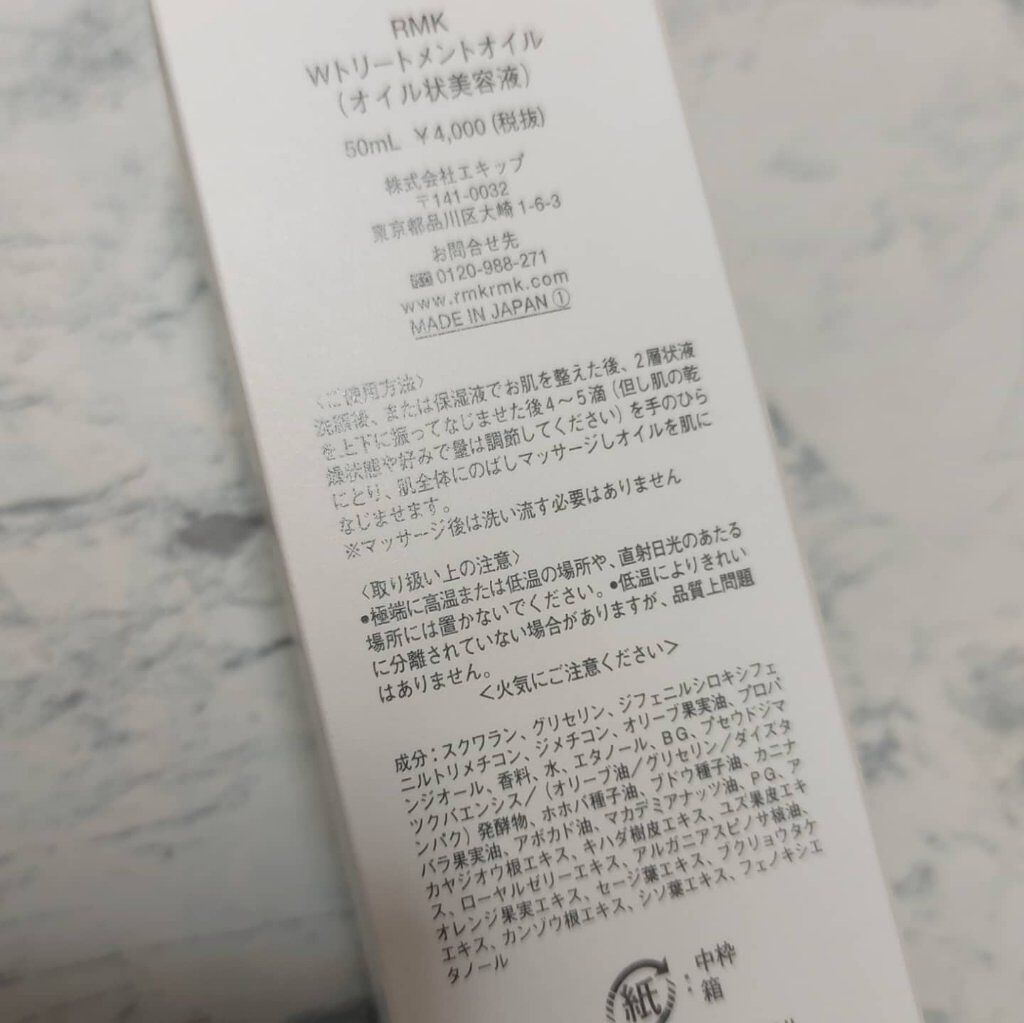 RMK
Wトリートメントオイル
(オイル状美容液)
50mL ￥4,000(税抜)
株式会社エキップ
〒141-0032
東京都品川区大崎1-6-3
お問合せ先
0120-988-271
www.rmkrmk.com
MADE IN JAPAN ①
〈ご使用方法〉
洗顔後、または保湿液でお肌を整えた後、2層状液
を上下に振ってなじませた後4～5滴(但し肌の乾
燥状態や好みで量は調節してください)を手のひら
にとり、肌全体にのばしマッサージしオイルを肌に
なじませます。
※マッサージ後は洗い流す必要はありません
〈取り扱い上の注意〉
●極端に高温または低温の場所や、直射日光のあたる
場所には置かないでください。●低温によりきれい
に分離されていない場合がありますが、品質上問題
はありません。
＜火気にご注意ください＞
成分：スクワラン、グリセリン、ジフェニルシロキシフェ
ニルトリメチコン、ジメチコン、オリーブ果実油、プロパ
ンジオール、香料、水、エタノール、BG、プセウドジマ
ツクバエンシス/(オリーブ油/グリセリン/ダイズタ
ンパク)発酵物、ホホバ種子油、ブドウ種子油、カニナ
バラ果実油、アボカド油、マカデミアナッツ油、PG、ア
カヤジオウ根エキス、キハダ樹皮エキス、ユズ果皮エキ
ス、ローヤルゼリーエキス、アルガニアスピノサ核油、
オレンジ果実エキス、セージ葉エキス、ブクリョウタケ
エキス、カンゾウ根エキス、シソ葉エキス、フェノキシエ
タノール
紙：中枠
箱